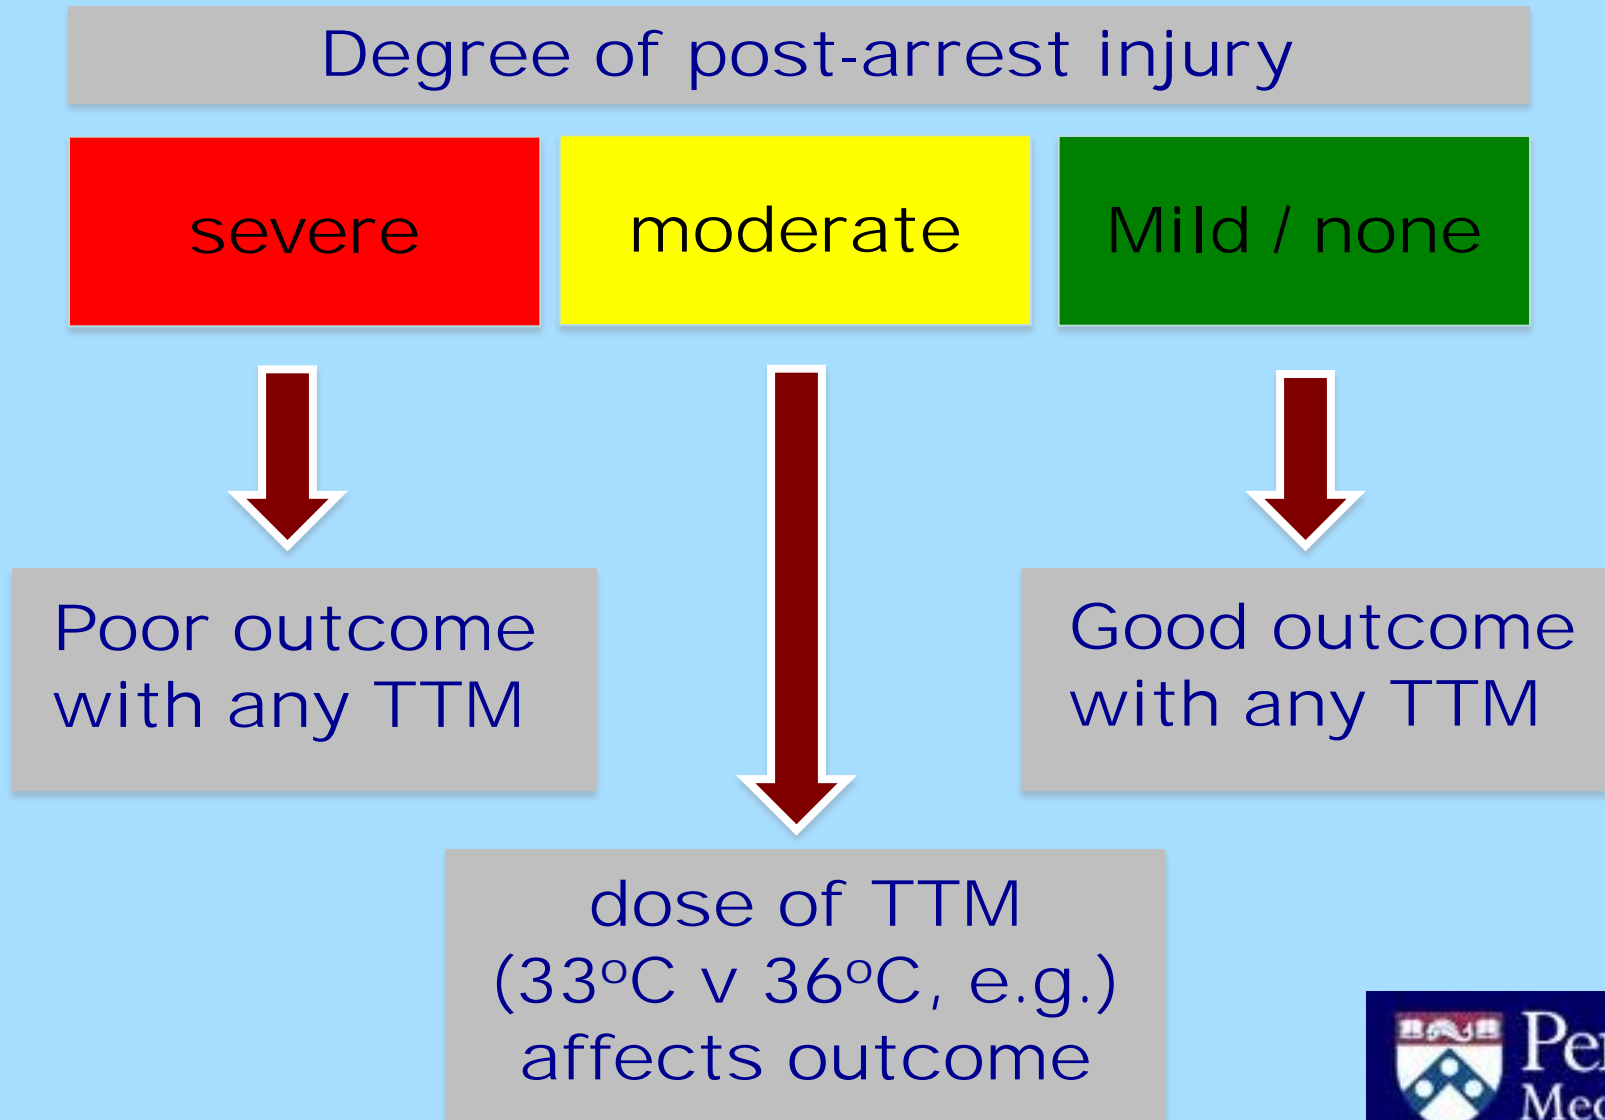 Degree of post-arrest injury
severe
moderate
Mild / none
Poor outcome
with any TTM
Good outcome
with any TTM
dose of TTM
(33ºC v 36ºC, e.g.)
affects outcome